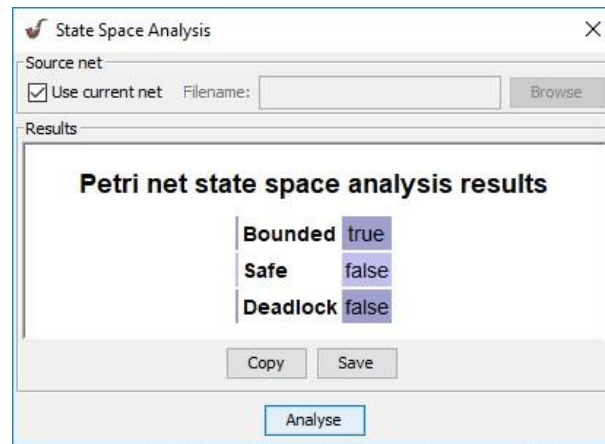 State Space Analysis
Source net
Use current net Filename: Browse
Results
Petri net state space analysis results
Bounded true
Safe false
Deadlock false
Copy Save
Analyse